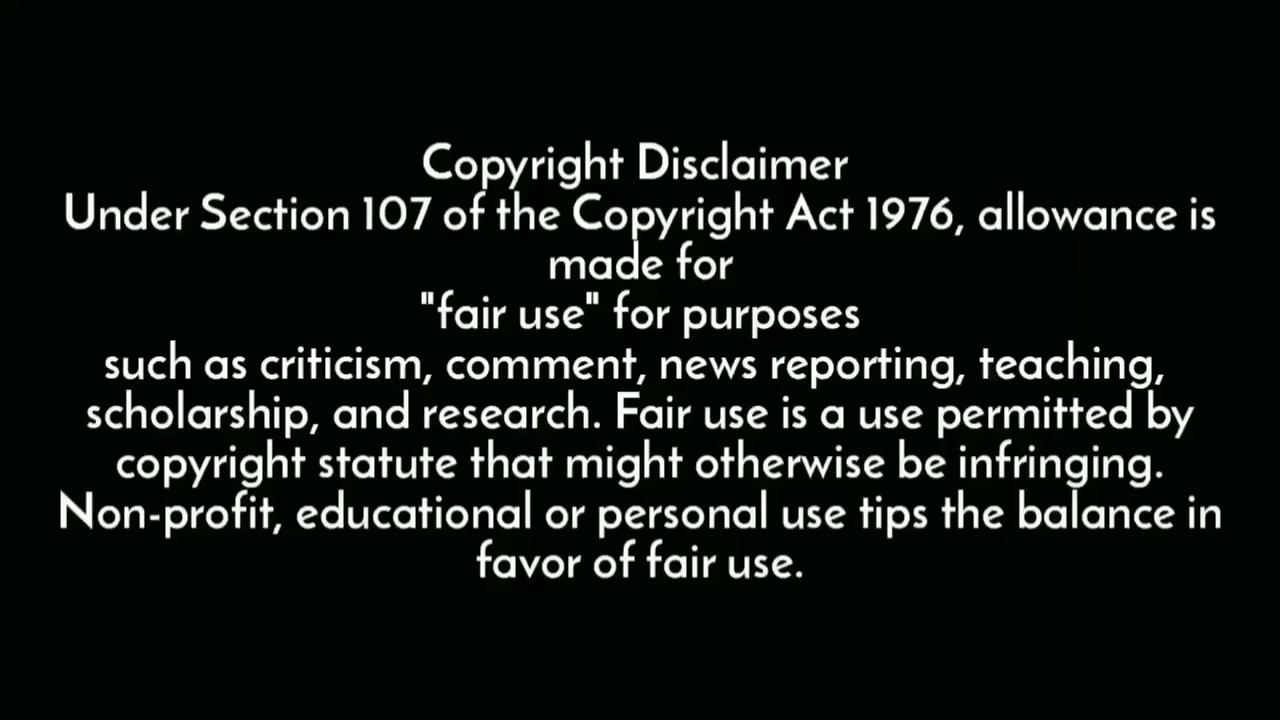 Copyright Disclaimer
Under Section 107 of the Copyright Act 1976, allowance is
made for
"fair use" for purposes
such as criticism, comment, news reporting, teaching,
scholarship, and research. Fair use is a use permitted by
copyright statute that might otherwise be infringing.
Non-profit, educational or personal use tips the balance in
favor of fair use.